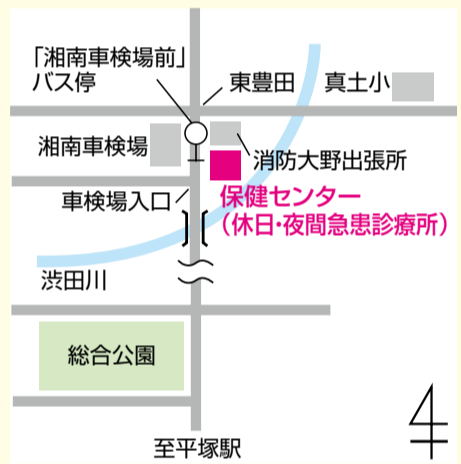 「湘南車検場前」
バス停
東豊田
真土小
湘南車検場
消防大野出張所
車検場入口
保健センター
（休日・夜間急患診療所）
渋田川
総合公園
至平塚駅